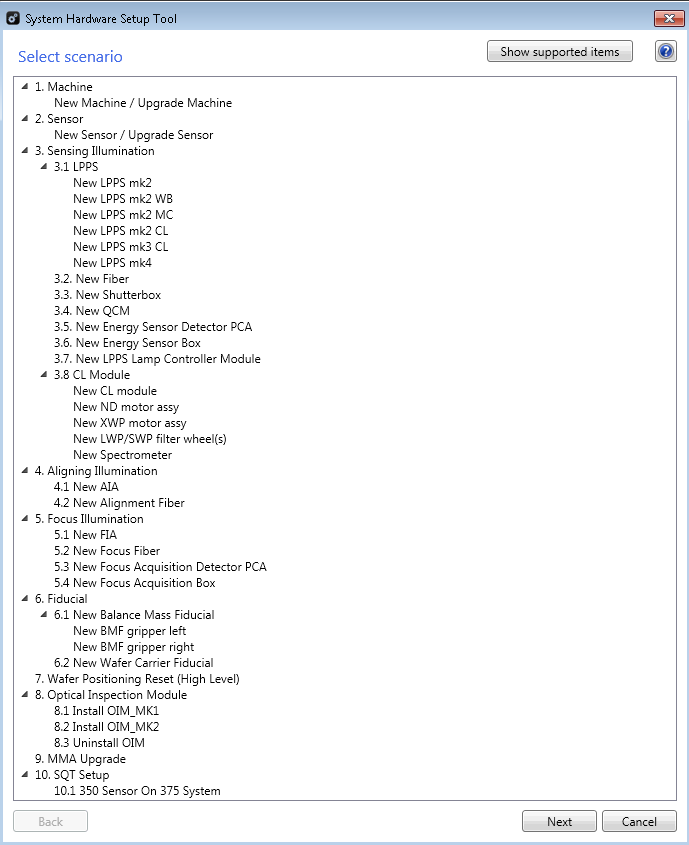 System Hardware Setup Tool
Select scenario
Show supported items
?
1. Machine
New Machine / Upgrade Machine
2. Sensor
New Sensor / Upgrade Sensor
3. Sensing Illumination
3.1 LPPS
New LPPS mk2
New LPPS mk2 WB
New LPPS mk2 MC
New LPPS mk2 CL
New LPPS mk3 CL
New LPPS mk4
3.2. New Fiber
3.3. New Shutterbox
3.4. New QCM
3.5. New Energy Sensor Detector PCA
3.6. New Energy Sensor Box
3.7. New LPPS Lamp Controller Module
3.8 CL Module
New CL module
New ND motor assy
New XWP motor assy
New LWP/SWP filter wheel(s)
New Spectrometer
4. Aligning Illumination
4.1 New AIA
4.2 New Alignment Fiber
5. Focus Illumination
5.1 New FIA
5.2 New Focus Fiber
5.3 New Focus Acquisition Detector PCA
5.4 New Focus Acquisition Box
6. Fiducial
6.1 New Balance Mass Fiducial
New BMF gripper left
New BMF gripper right
6.2 New Wafer Carrier Fiducial
7. Wafer Positioning Reset (High Level)
8. Optical Inspection Module
8.1 Install OIM_MK1
8.2 Install OIM_MK2
8.3 Uninstall OIM
9. MMA Upgrade
10. SQT Setup
10.1 350 Sensor On 375 System
Back
Next
Cancel